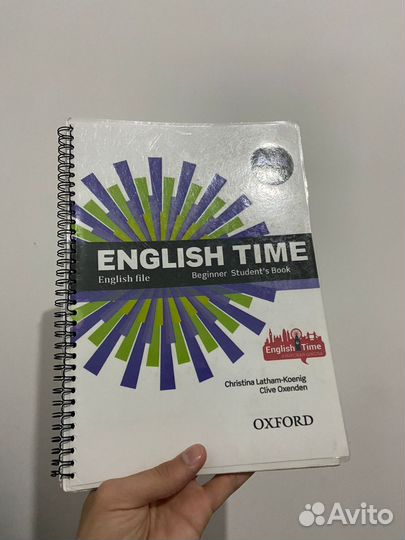 ENGLISH TIME
English file
Beginner Student's Book
English Time
Christina Latham-Koenig
Clive Oxenden
OXFORD
Avito